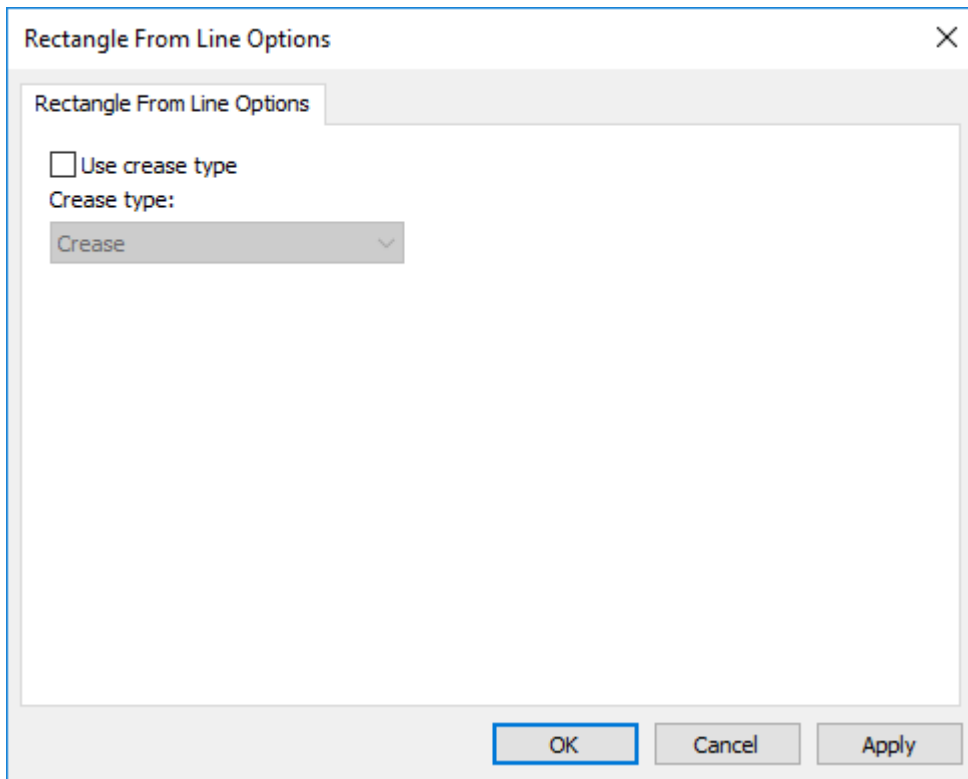 Rectangle From Line Options
Rectangle From Line Options
Use crease type
Crease type:
Crease
OK Cancel Apply